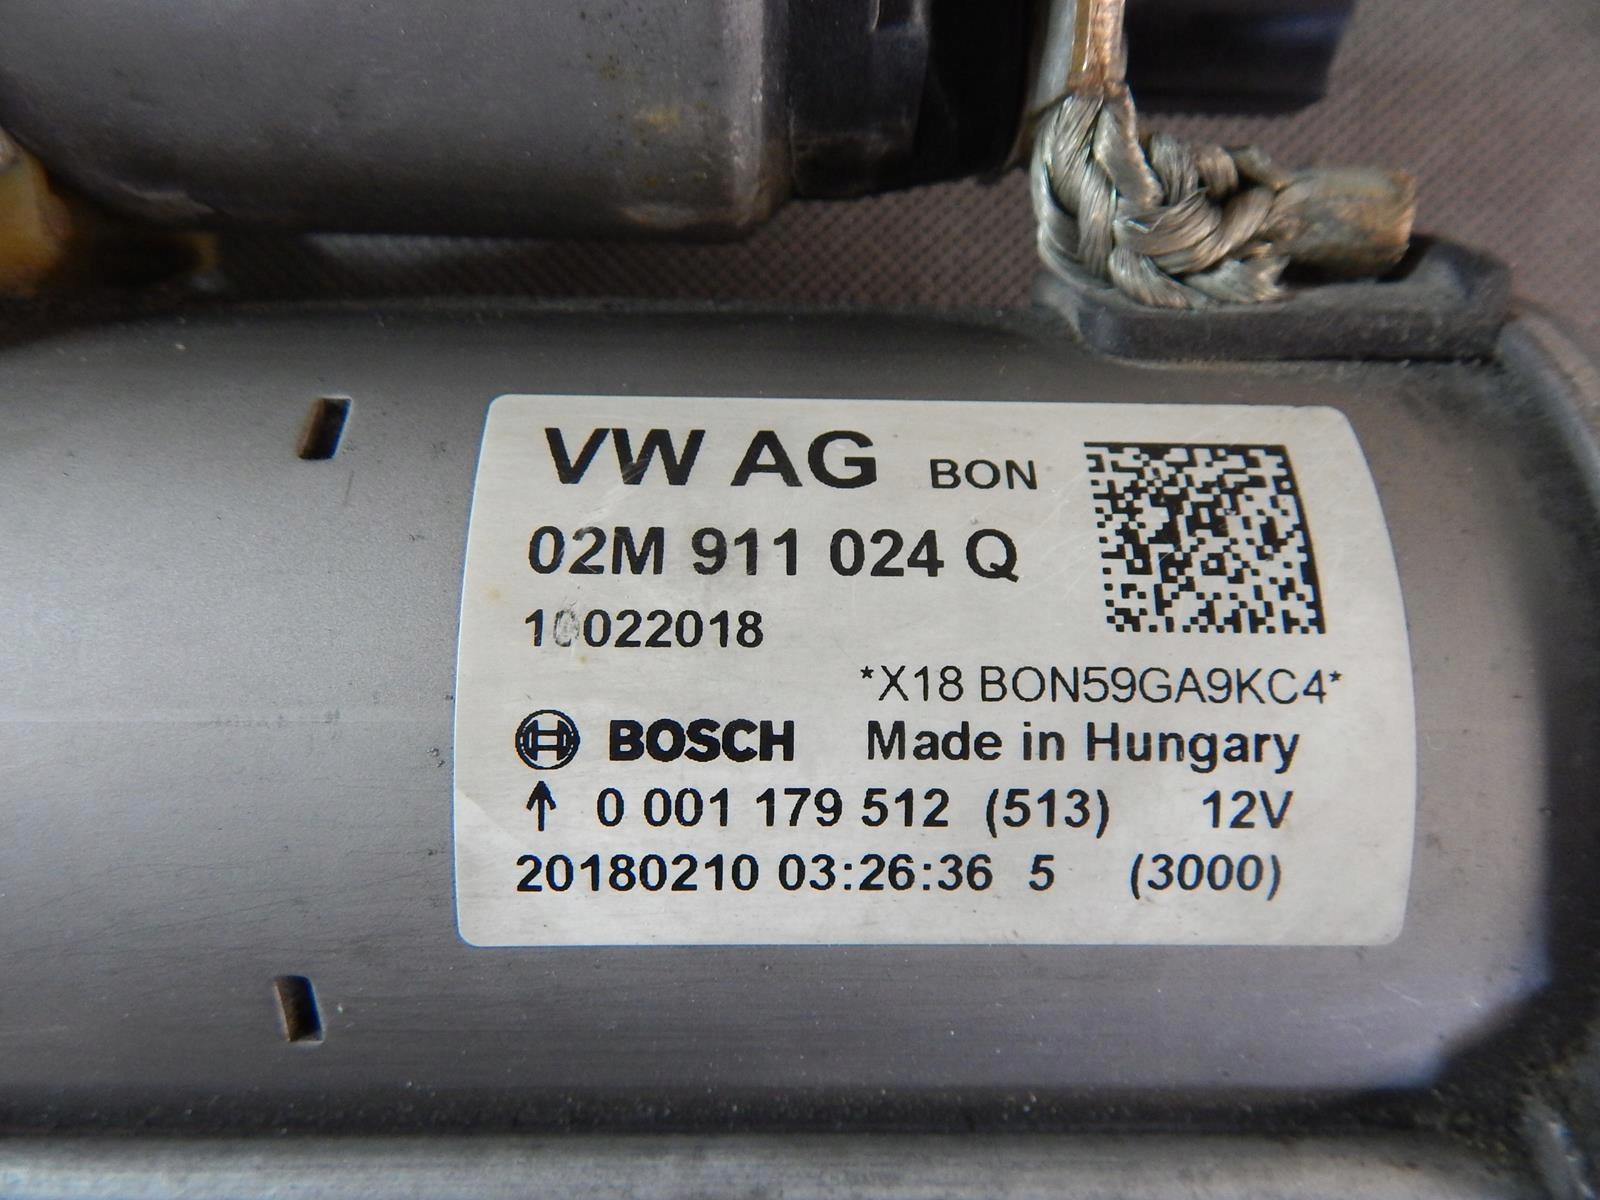 VW AG BON
02M 911 024 Q
10022018
*X18 BON59GA9KC4*
BOSCH Made in Hungary
↑ 0 001 179 512 (513) 12V
20180210 03:26:36 5 (3000)